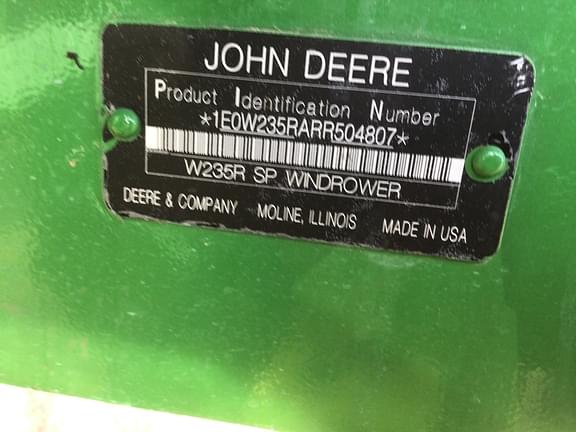 JOHN DEERE
Product Identification Number
*1E0W235RARR504807*
W235R SP WINDROWER
DEERE & COMPANY MOLINE, ILLINOIS MADE IN USA